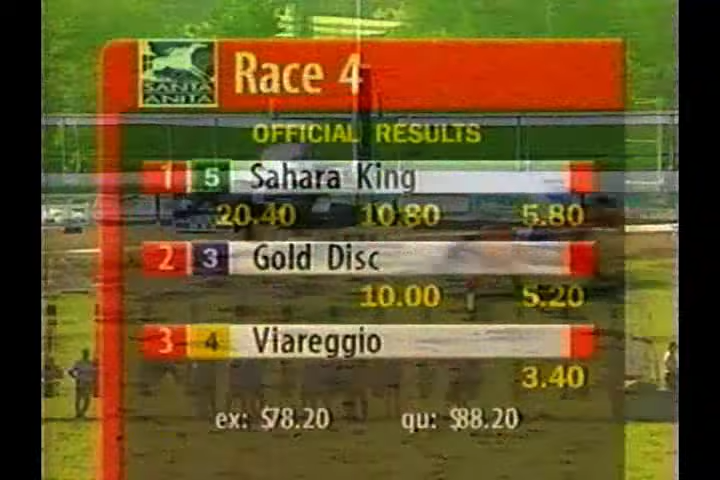 SANTA
ANITA
Race 4
OFFICIAL RESULTS
1 5 Sahara King
20.40 10.80 5.80
2 3 Gold Disc
10.00 5.20
3 4 Viareggio
3.40
ex: $78.20 qu: $88.20